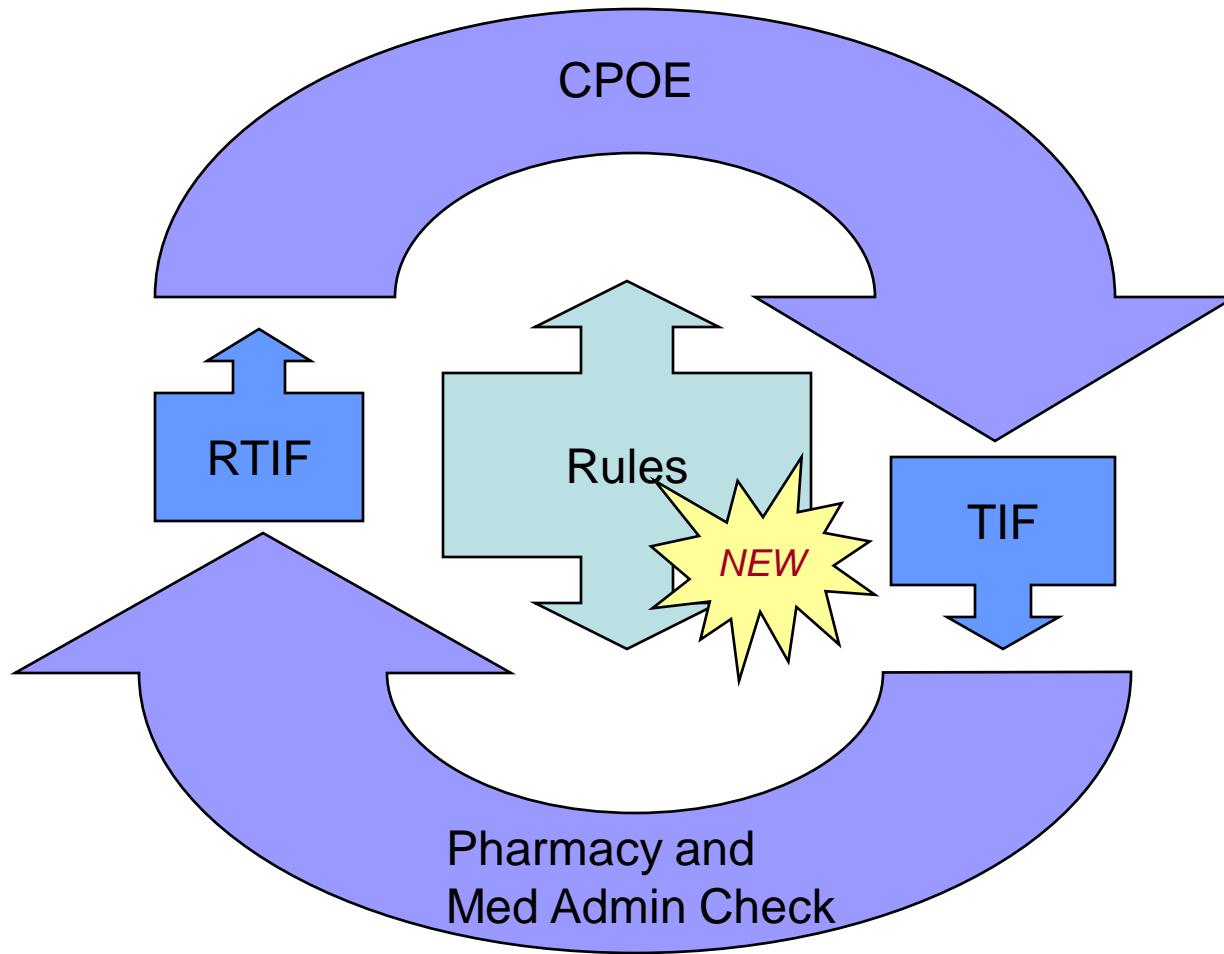 CPOE
RTIF
Rules
TIF
NEW
Pharmacy and
Med Admin Check